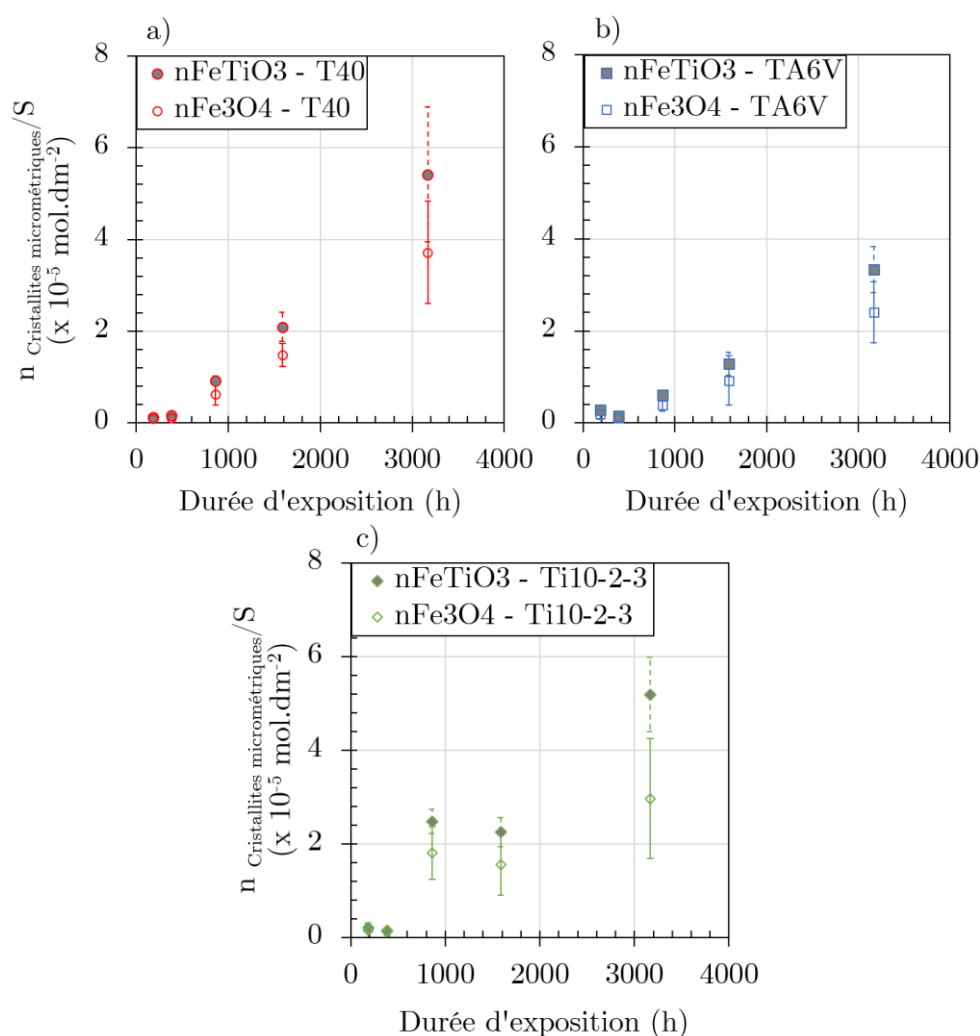 a)
nFeTiO3 - T40
nFe3O4 - T40
n Cristallites micrométriques/S
(x 10-5 mol.dm-2)
8
6
4
2
0
0 1000 2000 3000 4000
Durée d'exposition (h)
b)
nFeTiO3 - TA6V
nFe3O4 - TA6V
8
6
4
2
0
0 1000 2000 3000 4000
Durée d'exposition (h)
c)
nFeTiO3 - Ti10-2-3
nFe3O4 - Ti10-2-3
n Cristallites micrométriques/S
(x 10-5 mol.dm-2)
8
6
4
2
0
0 1000 2000 3000 4000
Durée d'exposition (h)